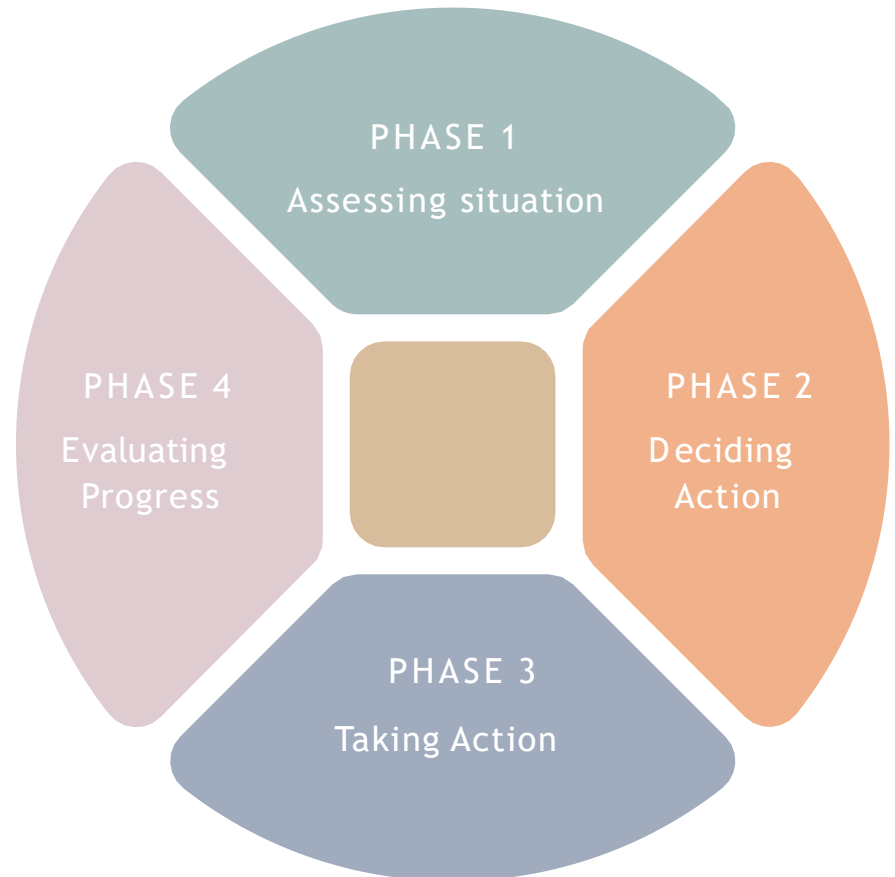 PHASE 1
Assessing situation
PHASE 2
Deciding
Action
PHASE 3
Taking Action
PHASE 4
Evaluating
Progress